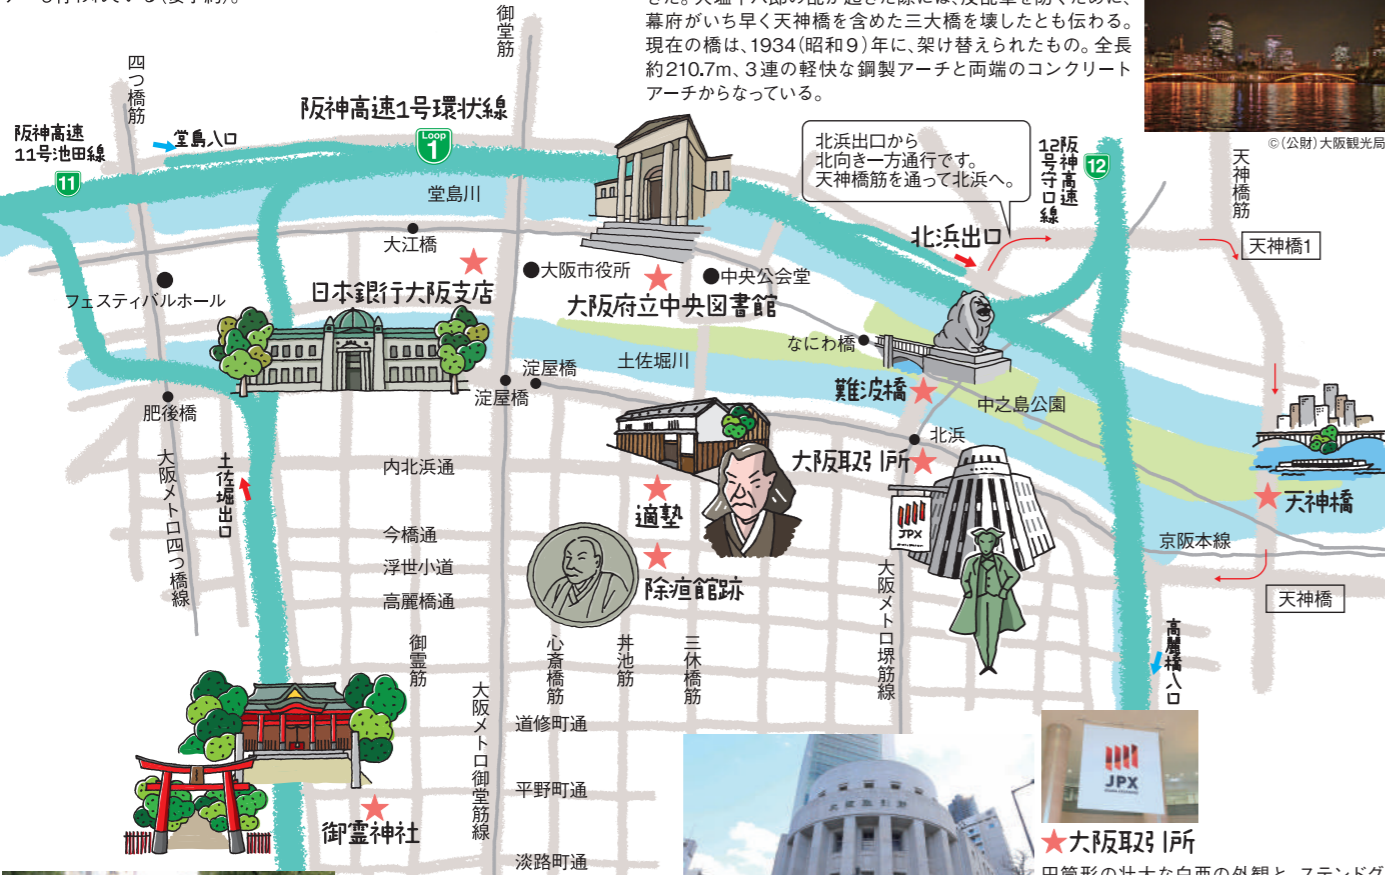 幕府がいち早く天神橋を含めた三大橋を壊したとも伝わる。
現在の橋は、1934(昭和9)年に、架け替えられたもの。全長
約210.7m、3連の軽快な鋼製アーチと両端のコンクリート
アーチからなっている。
©(公財)大阪観光局
御堂筋
四つ橋筋
阪神高速
11号池田線
11
堂島入口
阪神高速1号環状線
Loop
1
堂島川
北浜出口から
北向き一方通行です。
天神橋筋を通って北浜へ。
阪神高速
12号守口線
12
天神橋筋
天神橋1
北浜出口
大江橋
大阪市役所
中央公会堂
フェスティバルホール
日本銀行大阪支店
大阪府立中央図書館
なにわ橋
土佐堀川
淀屋橋
淀屋橋
難波橋
中之島公園
肥後橋
北浜
大阪取引所
内北浜通
大阪メトロ四つ橋線
土佐堀出口
適塾
JPX
天神橋
今橋通
京阪本線
浮世小道
除痘館跡
高麗橋通
大阪メトロ堺筋線
天神橋
御霊筋
心斎橋筋
丼池筋
三休橋筋
高麗橋入口
大阪メトロ御堂筋線
道修町通
平野町通
御霊神社
淡路町通
大阪取引所
JPX
大阪取引所